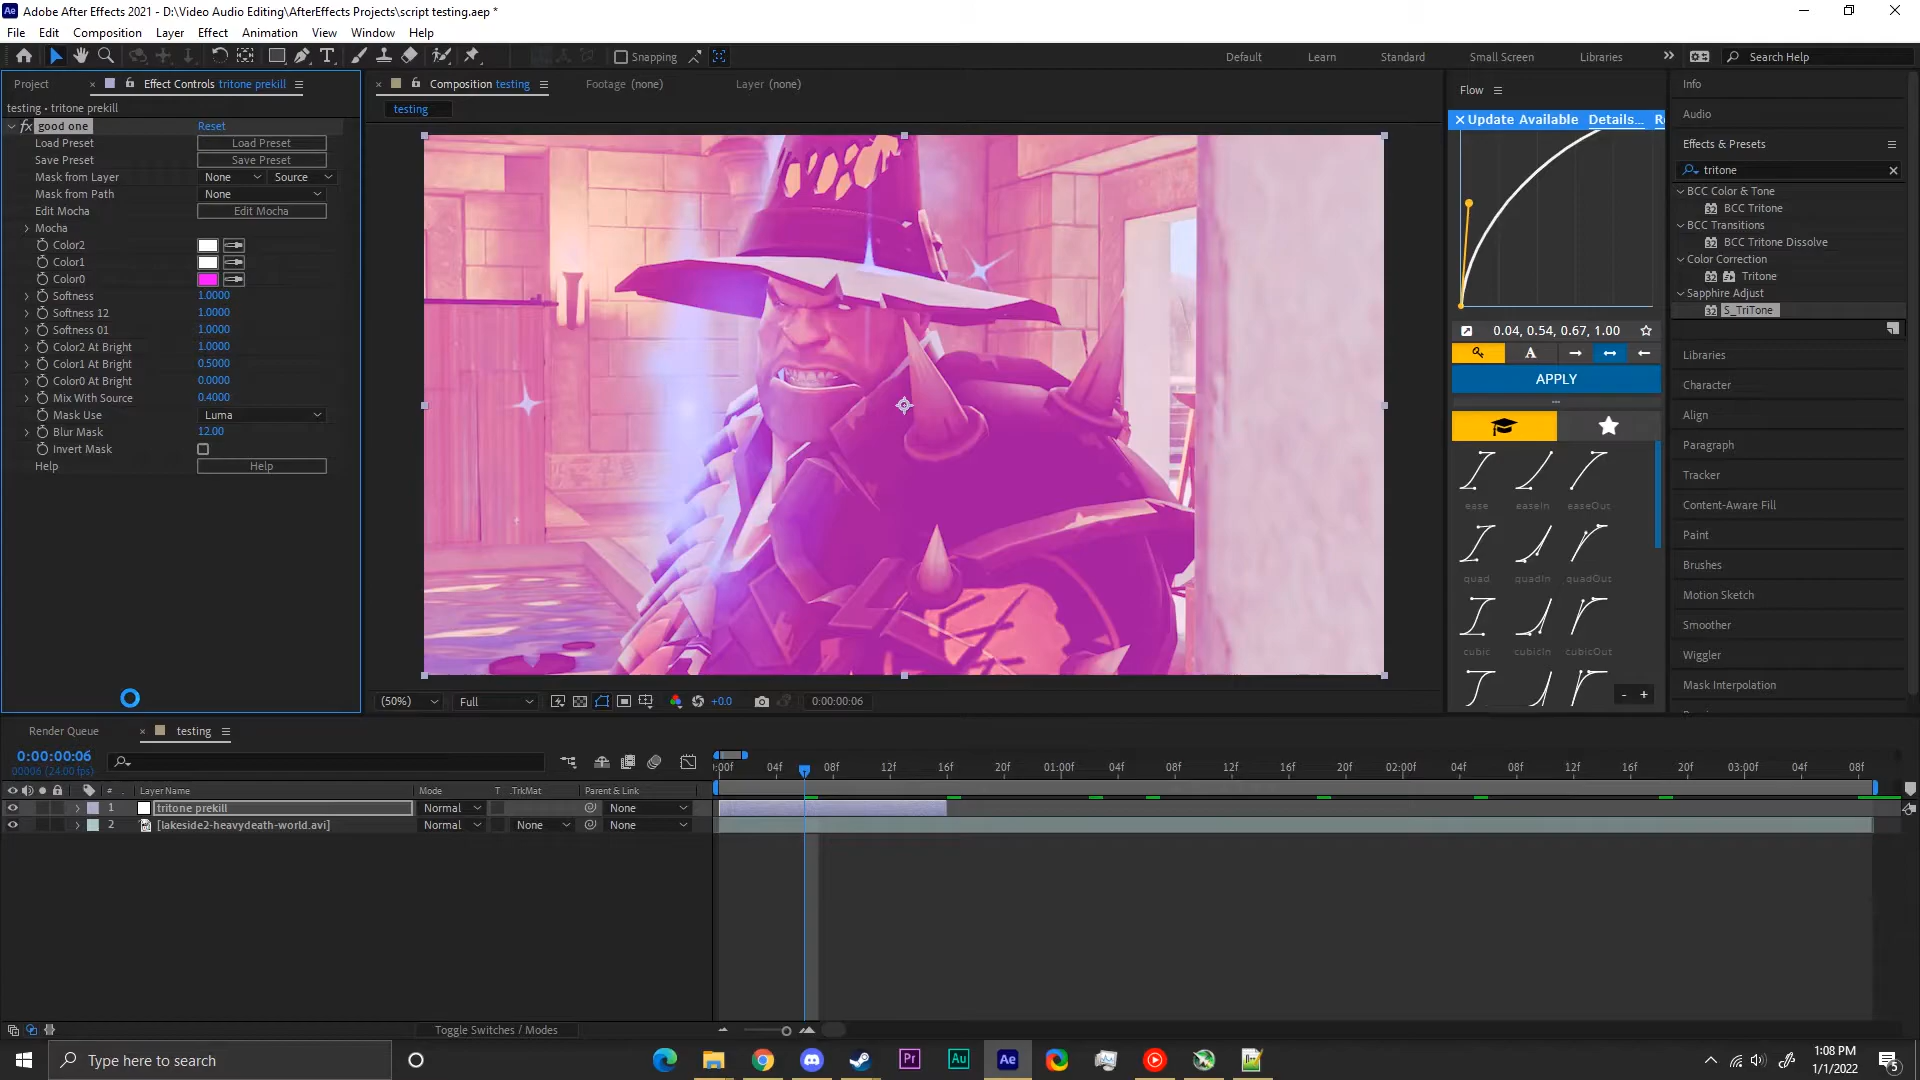 Adobe After Effects 2021 - D:\Video Audio Editing\AfterEffects Projects\script testing.aep *
File Edit Composition Layer Effect Animation View Window Help
Snapping
Default Learn Standard Small Screen Libraries
Search Help
Project
Effect Controls tritone prekill
testing • tritone prekill
fx good one Reset
Load Preset Load Preset
Save Preset Save Preset
Mask from Layer None Source
Mask from Path None
Edit Mocha Edit Mocha
Mocha
Color2
Color1
Color0
Softness 1.0000
Softness 12 1.0000
Softness 01 1.0000
Color2 At Bright 1.0000
Color1 At Bright 0.5000
Color0 At Bright 0.0000
Mix With Source 0.4000
Mask Use Luma
Blur Mask 12.00
Invert Mask
Help Help
Composition testing
Footage (none)
Layer (none)
testing
(50%) Full +0.0 0:00:00:06
Flow
Update Available Details... R
0.04, 0.54, 0.67, 1.00
A
APPLY
ease easeIn easeOut
quad quadIn quadOut
cubic cubicIn cubicOut
- +
Info
Audio
Effects & Presets
tritone
BCC Color & Tone
BCC Tritone
BCC Transitions
BCC Tritone Dissolve
Color Correction
Tritone
Sapphire Adjust
S_TriTone
Libraries
Character
Align
Paragraph
Tracker
Content-Aware Fill
Paint
Brushes
Motion Sketch
Smoother
Wiggler
Mask Interpolation
Render Queue
testing
0:00:00:06
00006 (24.00 fps)
# Layer Name Mode T .TrkMat Parent & Link
1 tritone prekill Normal None
2 [lakeside2-heavydeath-world.avi] Normal None None
:00f 04f 08f 12f 16f 20f 01:00f 04f 08f 12f 16f 20f 02:00f 04f 08f 12f 16f 20f 03:00f 04f 08f
Toggle Switches / Modes
Type here to search
Pr Au Ae
1:08 PM
1/1/2022
5